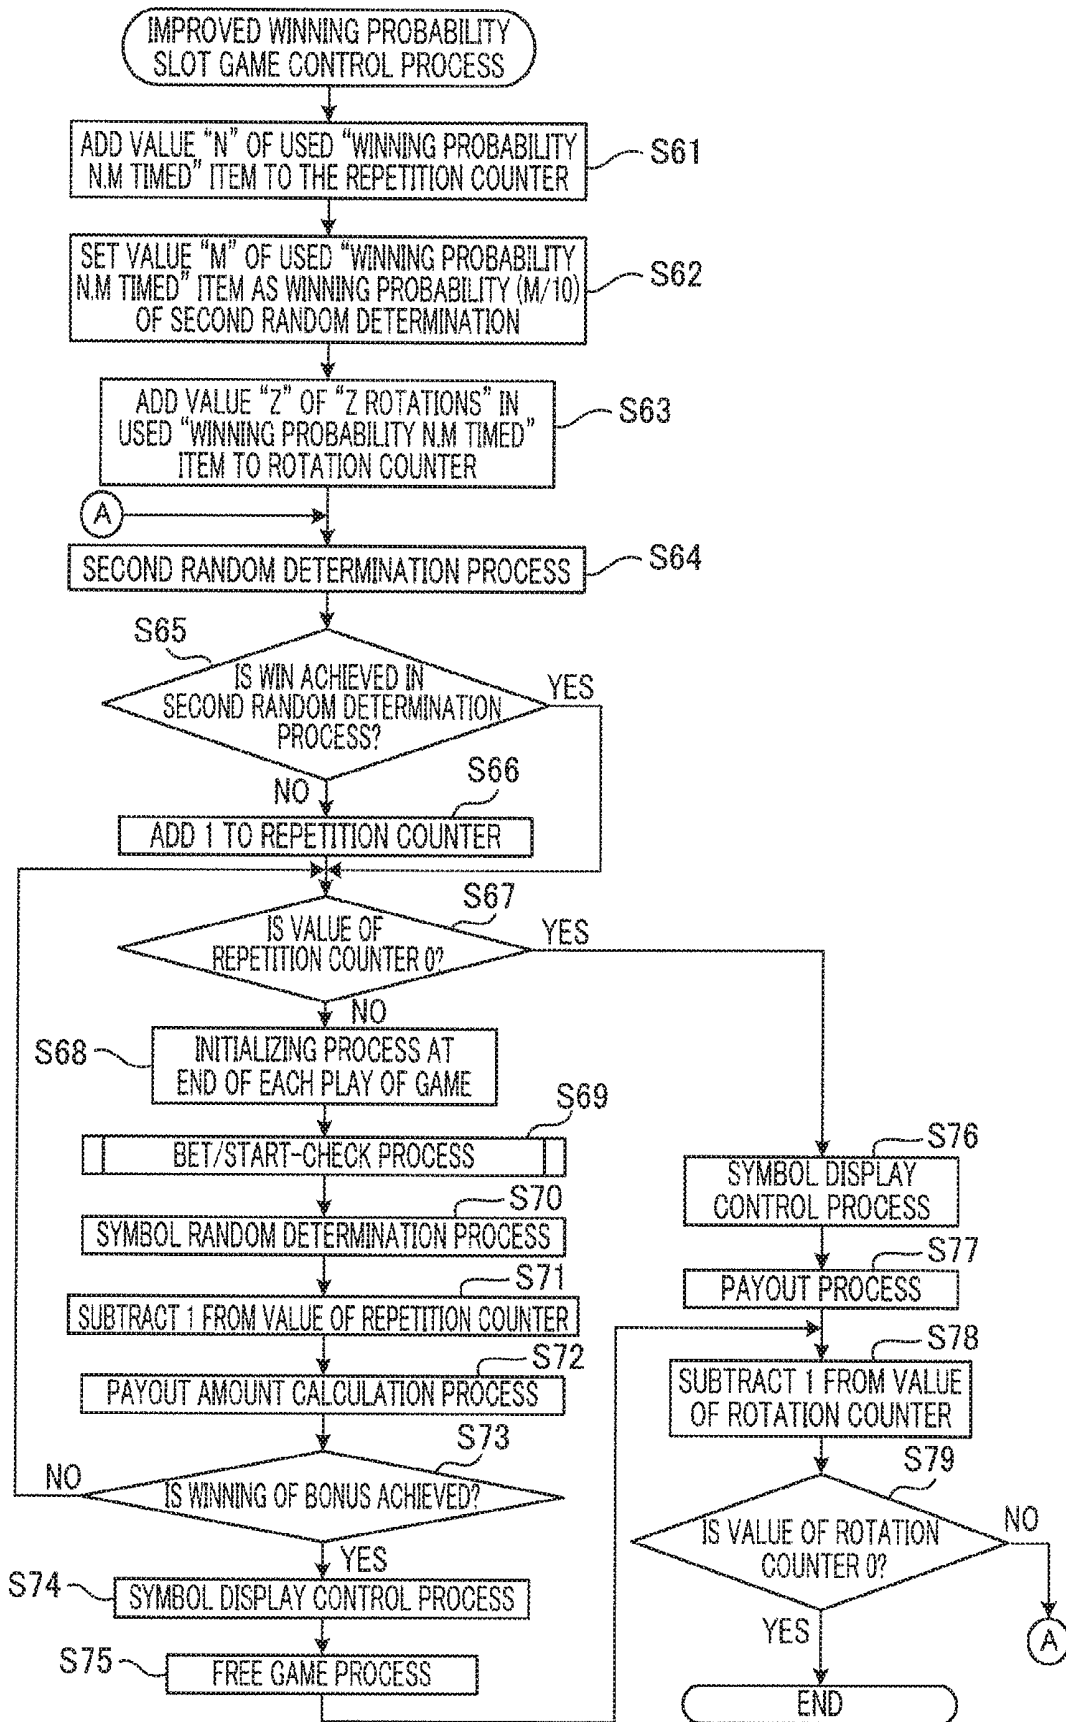 IMPROVED WINNING PROBABILITY
SLOT GAME CONTROL PROCESS
ADD VALUE "N" OF USED "WINNING PROBABILITY
N.M TIMED" ITEM TO THE REPETITION COUNTER
S61
SET VALUE "M" OF USED "WINNING PROBABILITY
N.M TIMED" ITEM AS WINNING PROBABILITY (M/10)
OF SECOND RANDOM DETERMINATION
S62
ADD VALUE "Z" OF "Z ROTATIONS" IN
USED "WINNING PROBABILITY N.M TIMED"
ITEM TO ROTATION COUNTER
S63
A
SECOND RANDOM DETERMINATION PROCESS
S64
S65
IS WIN ACHIEVED IN
SECOND RANDOM DETERMINATION
PROCESS?
YES
NO
S66
ADD 1 TO REPETITION COUNTER
S67
IS VALUE OF
REPETITION COUNTER 0?
YES
NO
S68
INITIALIZING PROCESS AT
END OF EACH PLAY OF GAME
S69
BET/START-CHECK PROCESS
S70
SYMBOL RANDOM DETERMINATION PROCESS
S71
SUBTRACT 1 FROM VALUE OF REPETITION COUNTER
S72
PAYOUT AMOUNT CALCULATION PROCESS
S73
NO
IS WINNING OF BONUS ACHIEVED?
YES
S74
SYMBOL DISPLAY CONTROL PROCESS
S75
FREE GAME PROCESS
S76
SYMBOL DISPLAY
CONTROL PROCESS
S77
PAYOUT PROCESS
S78
SUBTRACT 1 FROM VALUE
OF ROTATION COUNTER
S79
IS VALUE OF ROTATION
COUNTER 0?
NO
YES
A
END